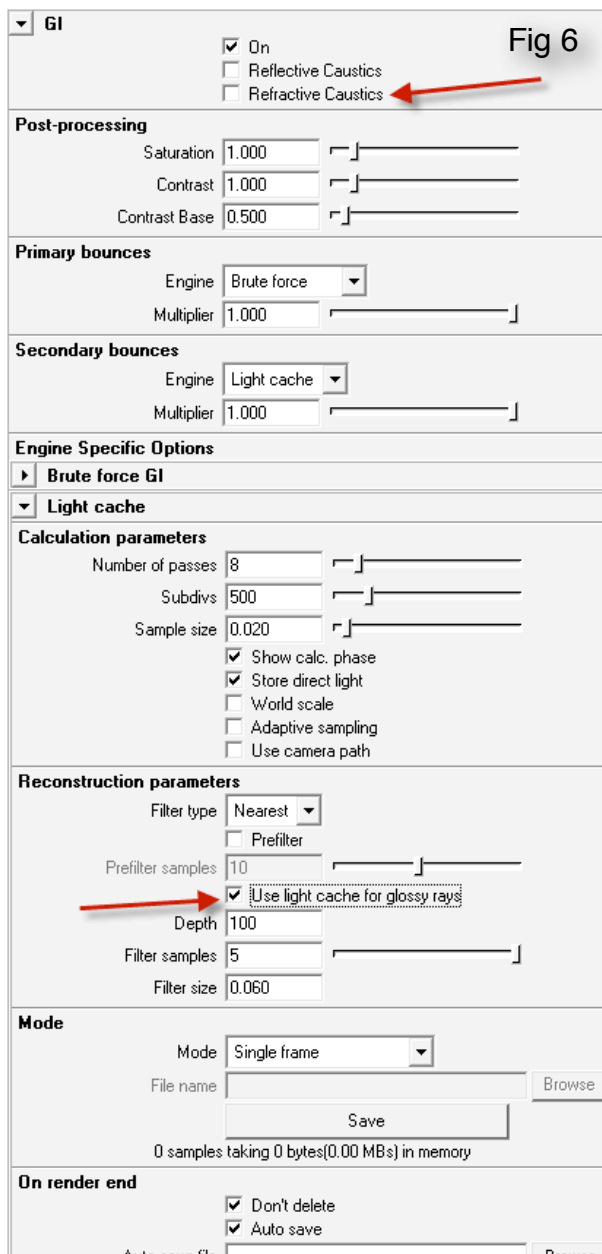 GI
Fig 6
On
Reflective Caustics
Refractive Caustics
Post-processing
Saturation 1.000
Contrast 1.000
Contrast Base 0.500
Primary bounces
Engine Brute force
Multiplier 1.000
Secondary bounces
Engine Light cache
Multiplier 1.000
Engine Specific Options
Brute force GI
Light cache
Calculation parameters
Number of passes 8
Subdivs 500
Sample size 0.020
Show calc. phase
Store direct light
World scale
Adaptive sampling
Use camera path
Reconstruction parameters
Filter type Nearest
Prefilter
Prefilter samples 10
Use light cache for glossy rays
Depth 100
Filter samples 5
Filter size 0.060
Mode
Mode Single frame
File name Browse
Save
0 samples taking 0 bytes(0.00 MBs) in memory
On render end
Don't delete
Auto save